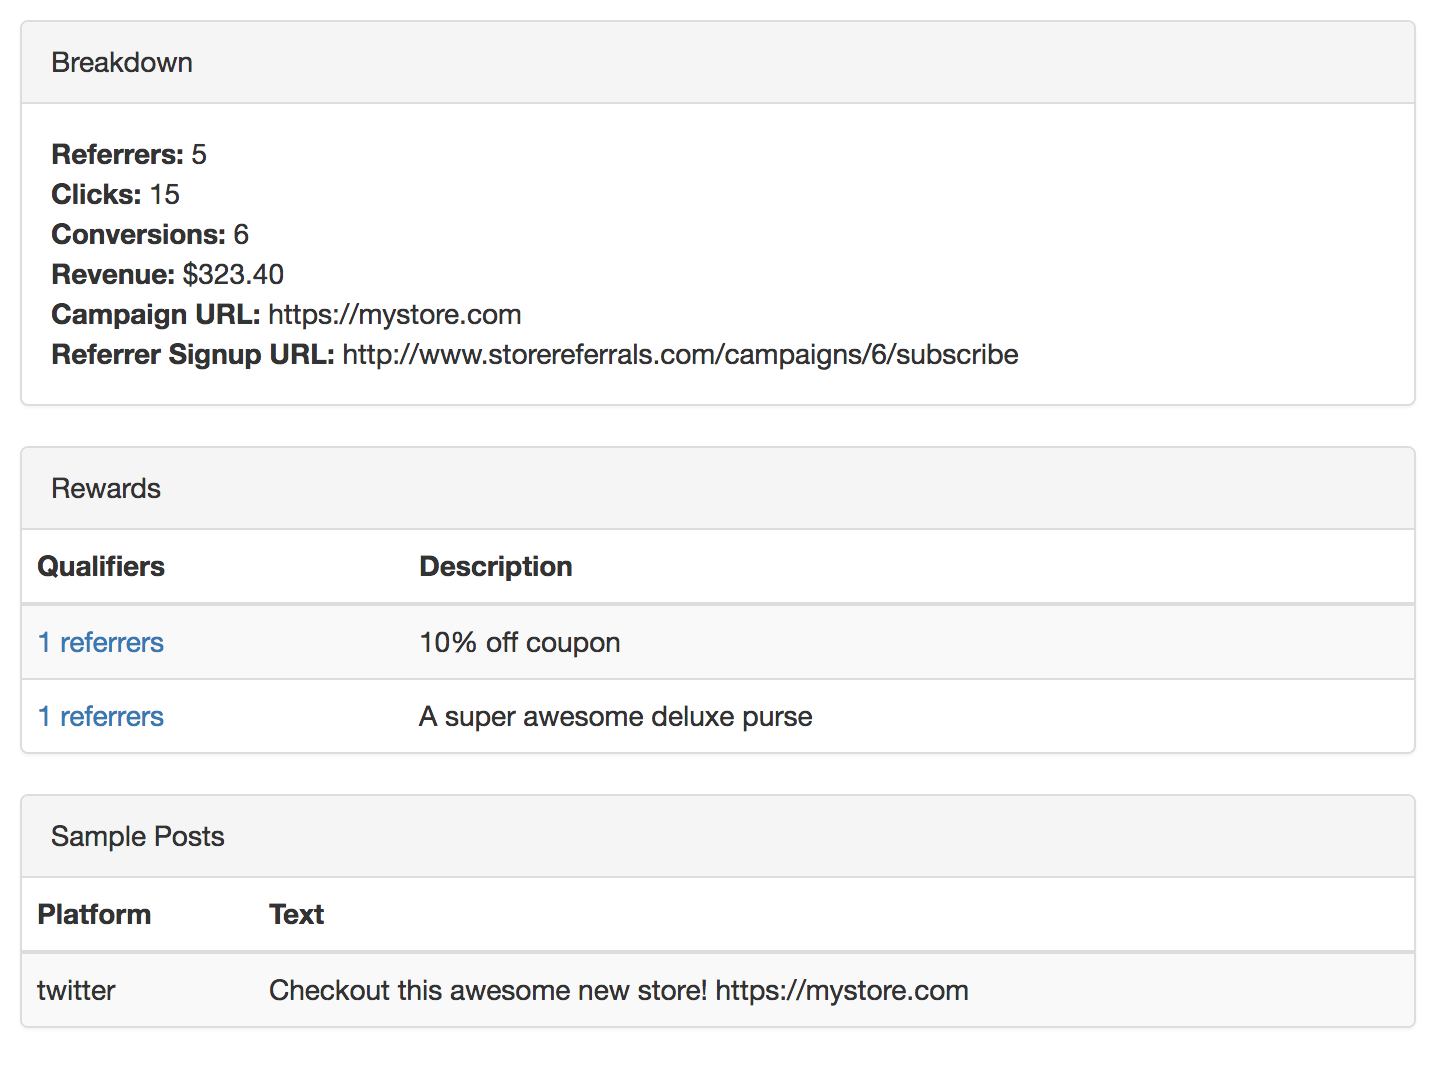 Breakdown
Referrers: 5
Clicks: 15
Conversions: 6
Revenue: $323.40
Campaign URL: https://mystore.com
Referrer Signup URL: http://www.storereferrals.com/campaigns/6/subscribe
Rewards
Qualifiers Description
1 referrers 10% off coupon
1 referrers A super awesome deluxe purse
Sample Posts
Platform Text
twitter Checkout this awesome new store! https://mystore.com